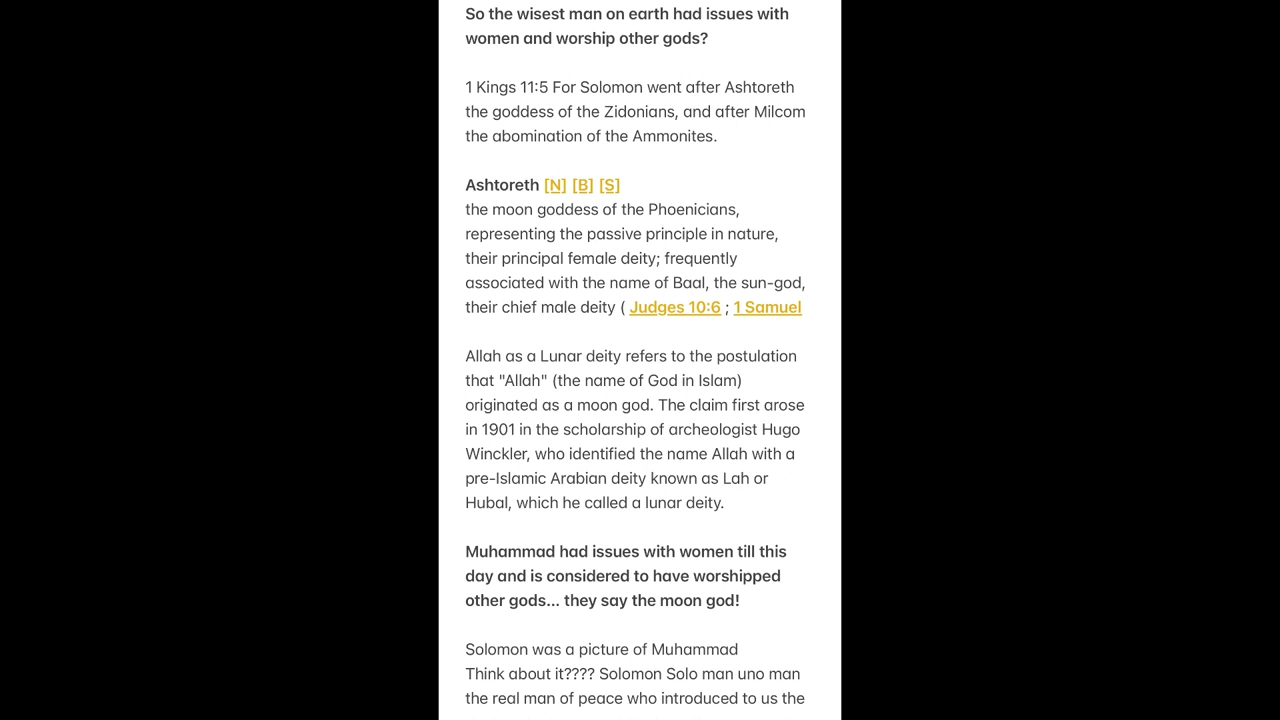 So the wisest man on earth had issues with
women and worship other gods?
1 Kings 11:5 For Solomon went after Ashtoreth
the goddess of the Zidonians, and after Milcom
the abomination of the Ammonites.
Ashtoreth [N] [B] [S]
the moon goddess of the Phoenicians,
representing the passive principle in nature,
their principal female deity; frequently
associated with the name of Baal, the sun-god,
their chief male deity ( Judges 10:6 ; 1 Samuel
Allah as a Lunar deity refers to the postulation
that "Allah" (the name of God in Islam)
originated as a moon god. The claim first arose
in 1901 in the scholarship of archeologist Hugo
Winckler, who identified the name Allah with a
pre-Islamic Arabian deity known as Lah or
Hubal, which he called a lunar deity.
Muhammad had issues with women till this
day and is considered to have worshipped
other gods... they say the moon god!
Solomon was a picture of Muhammad
Think about it???? Solomon Solo man uno man
the real man of peace who introduced to us the